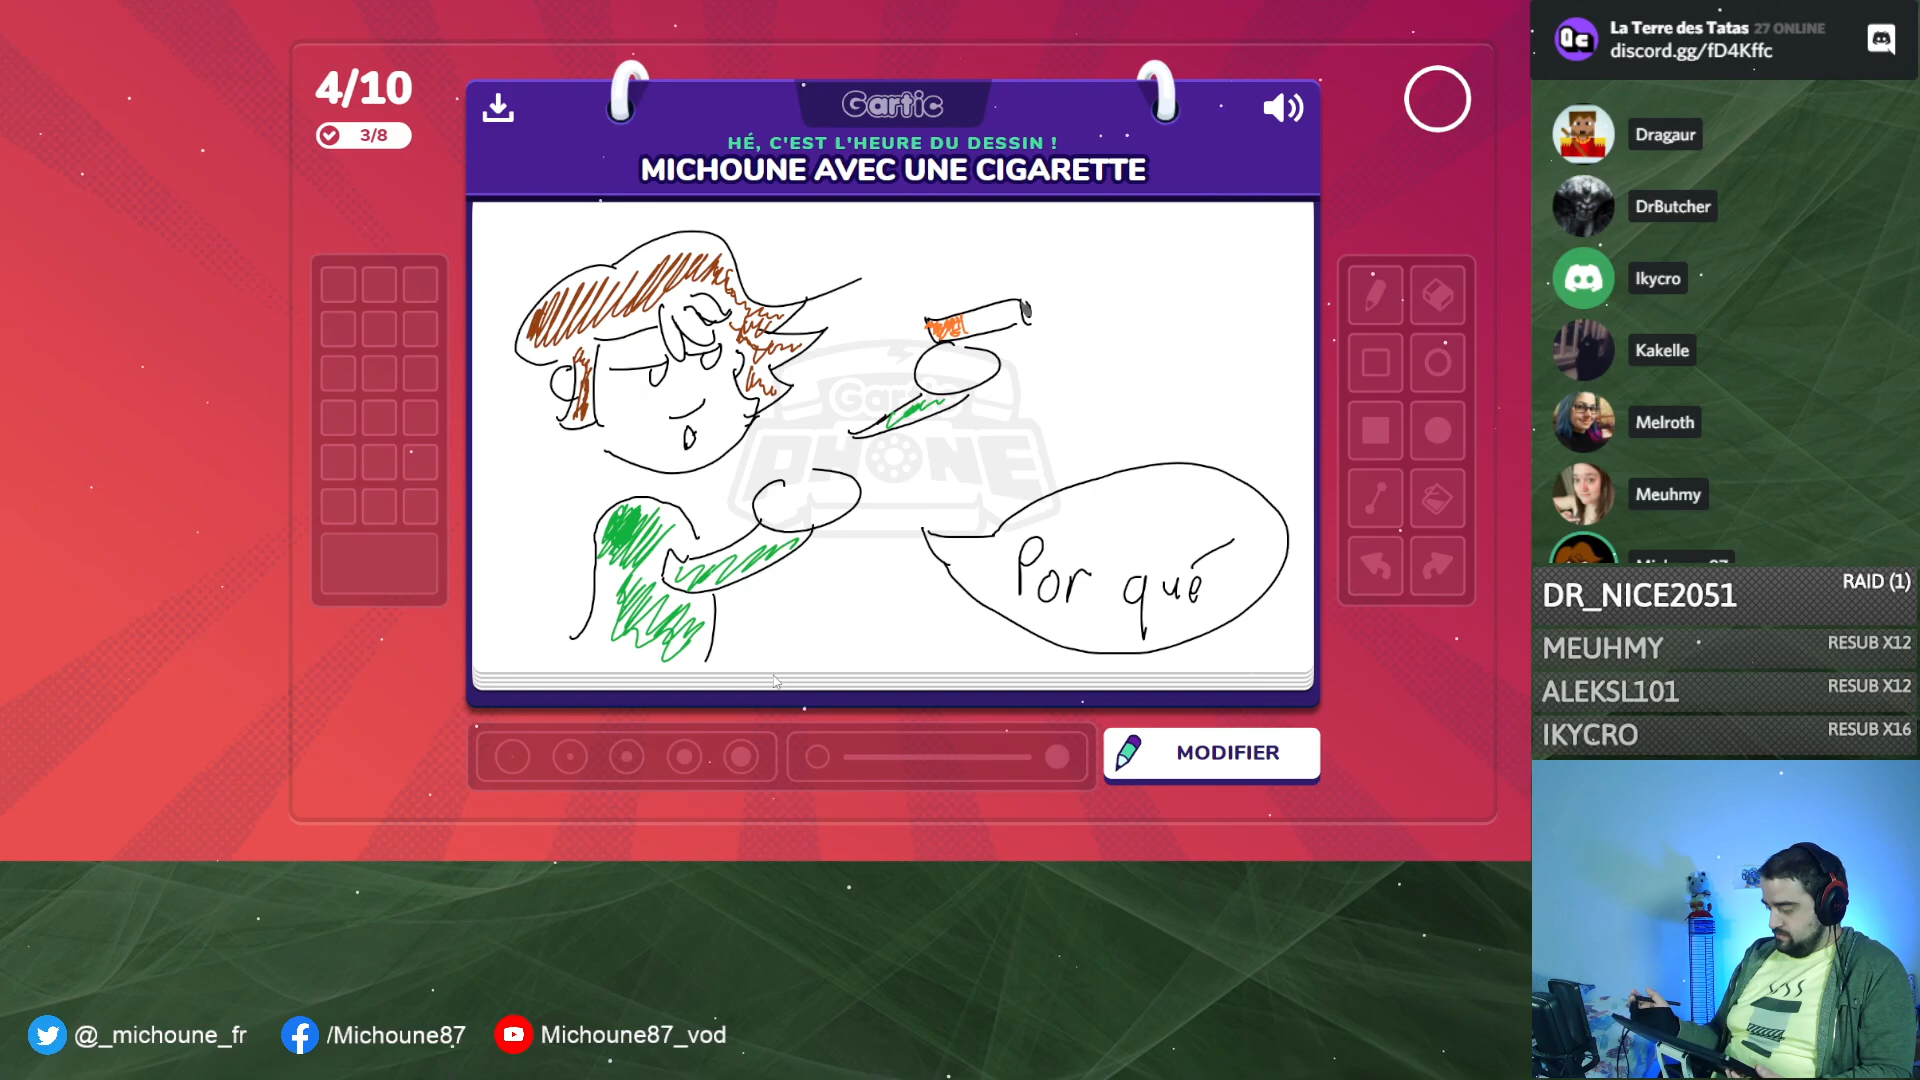 4/10
3/8
Gartic
HÉ, C'EST L'HEURE DU DESSIN !
MICHOUNE AVEC UNE CIGARETTE
Gartic
PHONE
Por qué
MODIFIER
La Terre des Tatas 27 ONLINE
discord.gg/fD4Kffc
Dragaur
DrButcher
Ikycro
Kakelle
Melroth
Meuhmy
DR_NICE2051 RAID (1)
MEUHMY RESUB X12
ALEKSL101 RESUB X12
IKYCRO RESUB X16
@_michoune_fr /Michoune87 Michoune87_vod